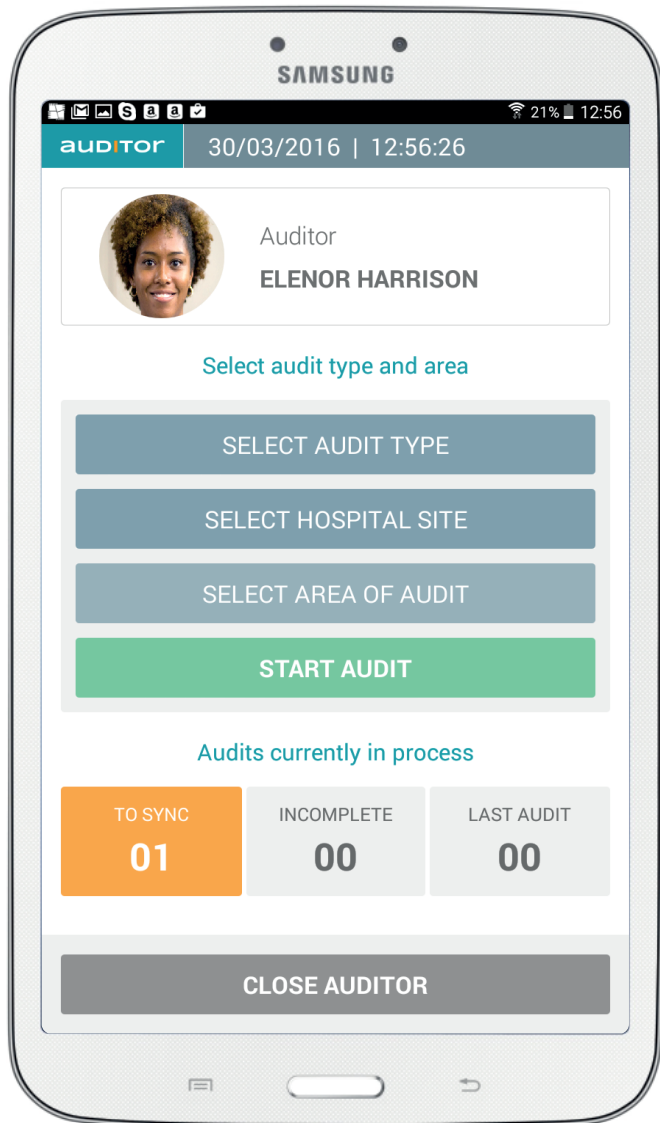 SAMSUNG
21% 12:56
auDITor 30/03/2016 | 12:56:26
Auditor
ELENOR HARRISON
Select audit type and area
SELECT AUDIT TYPE
SELECT HOSPITAL SITE
SELECT AREA OF AUDIT
START AUDIT
Audits currently in process
TO SYNC INCOMPLETE LAST AUDIT
01 00 00
CLOSE AUDITOR